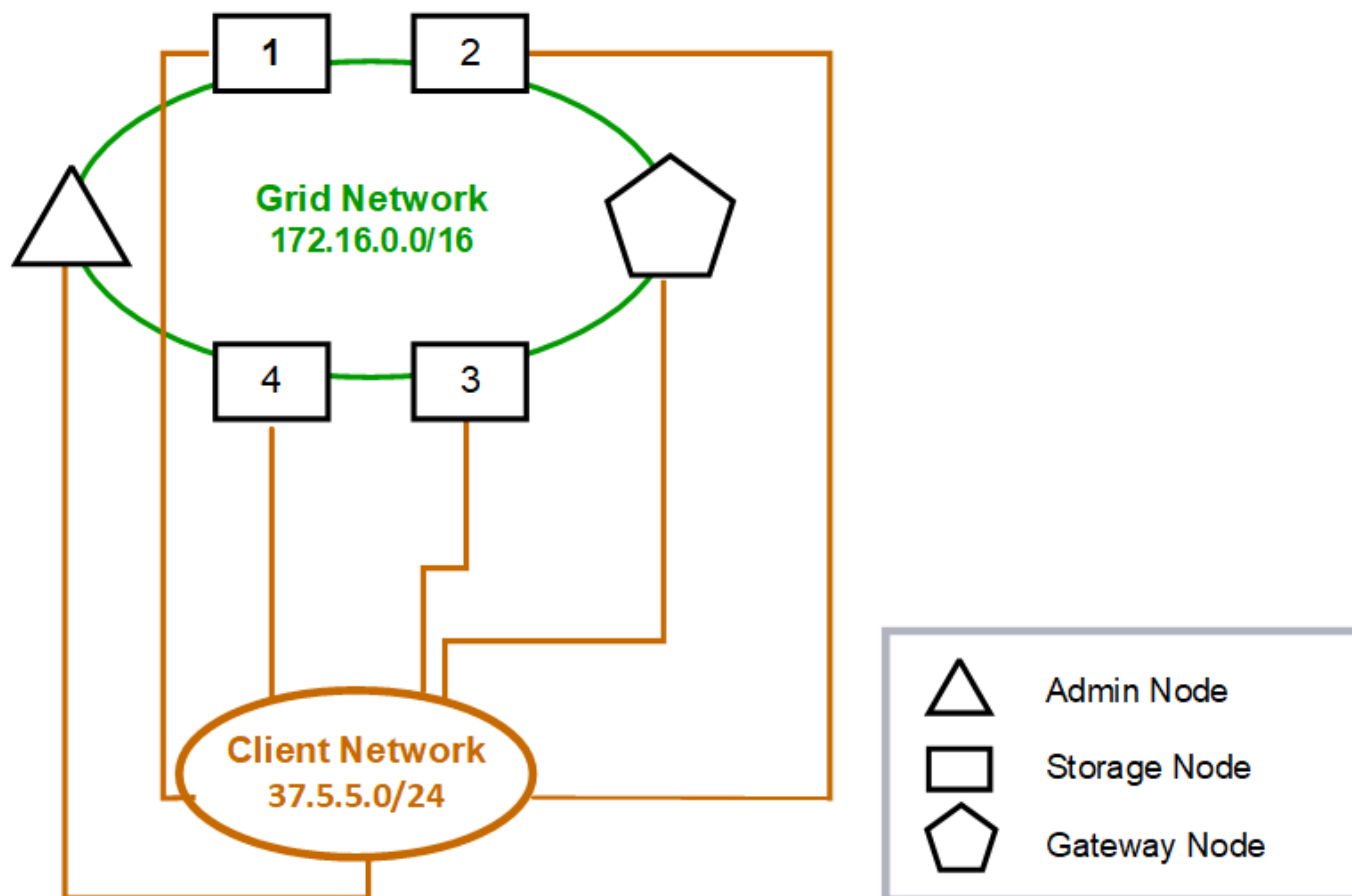 1
2
Grid Network
172.16.0.0/16
4
3
Client Network
37.5.5.0/24
Admin Node
Storage Node
Gateway Node